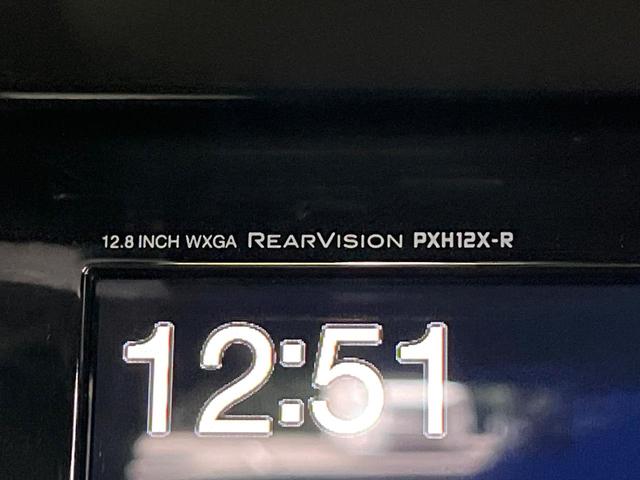 12.8 INCH WXGA REARVISION PXH12X-R
12:51